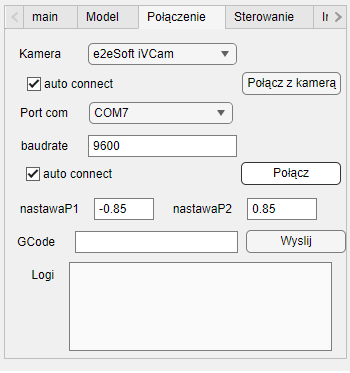 main Model Połączenie Sterowanie
Kamera e2eSoft iVCam
auto connect Połącz z kamerą
Port com COM7
baudrate 9600
auto connect Połącz
nastawaP1 -0.85 nastawaP2 0.85
GCode Wyslij
Logi